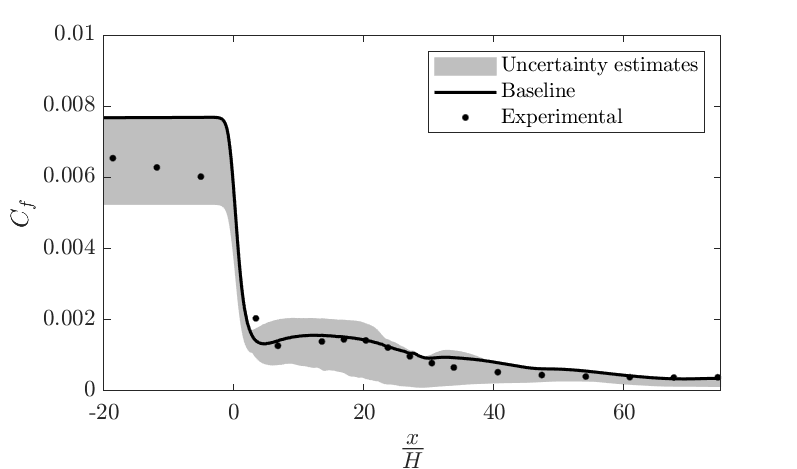 0.01
0.008
0.006
0.004
0.002
0
C_f
Uncertainty estimates
Baseline
Experimental
-20
0
20
40
60
x
H